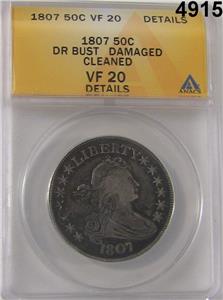 4915
1807 50C VF 20 DETAILS
1807 50C
DR BUST DAMAGED
CLEANED
VF 20
DETAILS
ANACS
LIBERTY
1807